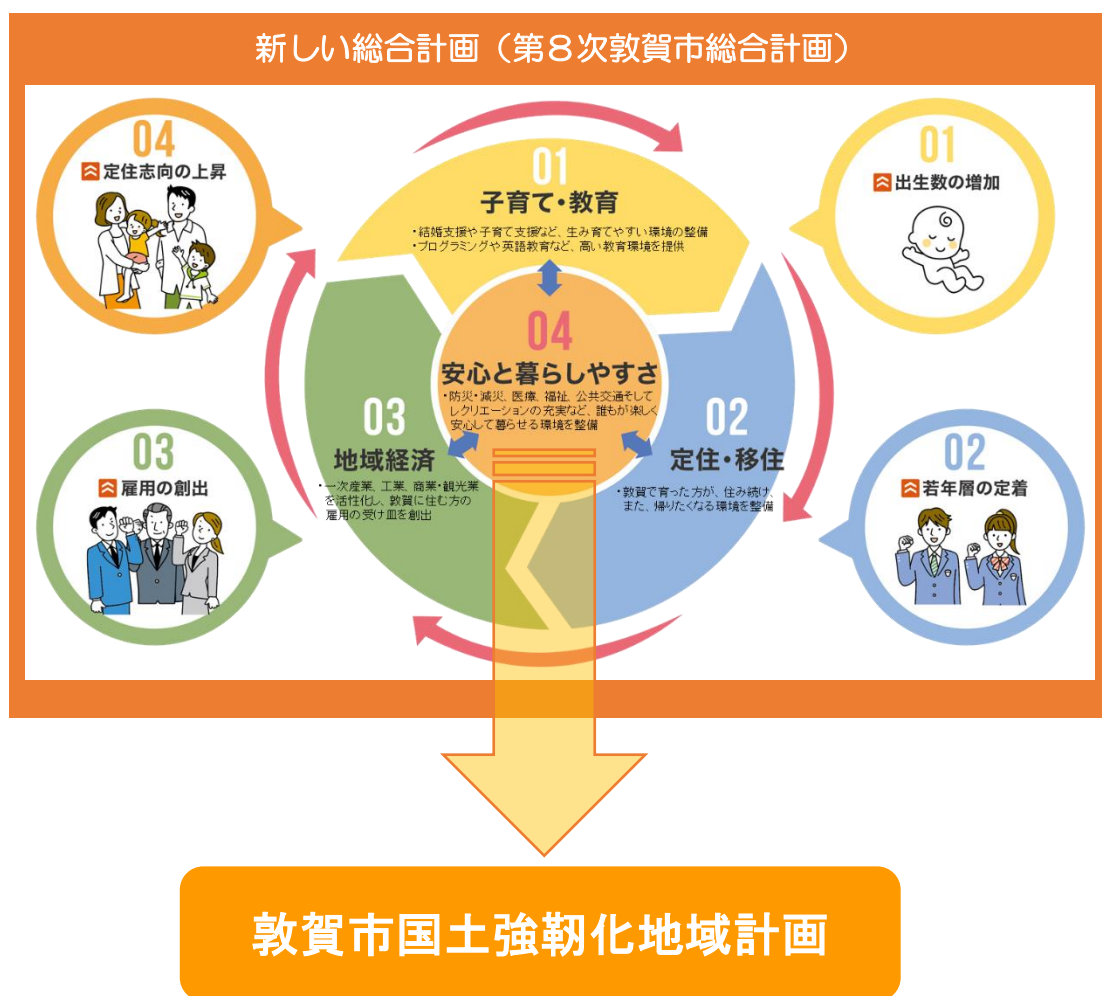 新しい総合計画（第８次敦賀市総合計画）
04
定住志向の上昇
01
出生数の増加
01
子育て・教育
・結婚支援や子育て支援など、生み育てやすい環境の整備
・プログラミングや英語教育など、高い教育環境を提供
04
安心と暮らしやすさ
・防災・減災、医療、福祉、公共交通そして
レクリエーションの充実など、誰もが楽しく
安心して暮らせる環境を整備
03
地域経済
・一次産業、工業、商業・観光業
を活性化し、敦賀に住む方の
雇用の受け皿を創出
02
定住・移住
・敦賀で育った方が、住み続け、
また、帰りたくなる環境を整備
03
雇用の創出
02
若年層の定着
敦賀市国土強靭化地域計画